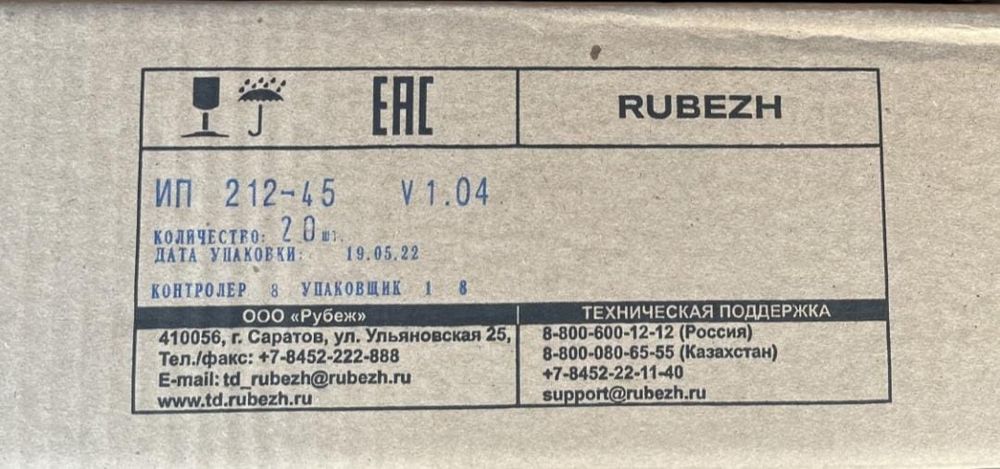 EAC
RUBEZH
ИП 212-45 V 1.04
КОЛИЧЕСТВО: 20 шт.
ДАТА УПАКОВКИ: 19.05.22
КОНТРОЛЕР 8 УПАКОВЩИК 1 8
ООО «Рубеж»
410056, г. Саратов, ул. Ульяновская 25,
Тел./факс: +7-8452-222-888
E-mail: td_rubezh@rubezh.ru
www.td.rubezh.ru
ТЕХНИЧЕСКАЯ ПОДДЕРЖКА
8-800-600-12-12 (Россия)
8-800-080-65-55 (Казахстан)
+7-8452-22-11-40
support@rubezh.ru